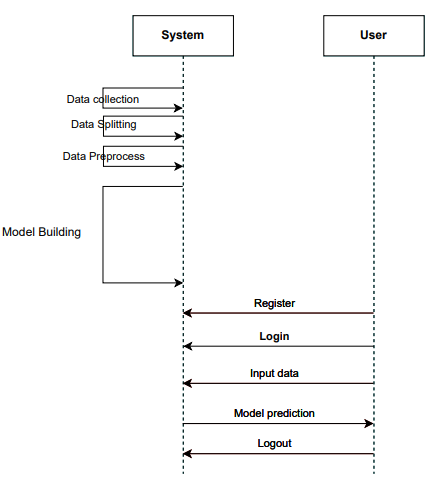 System
User
Data collection
Data Splitting
Data Preprocess
Model Building
Register
Login
Input data
Model prediction
Logout